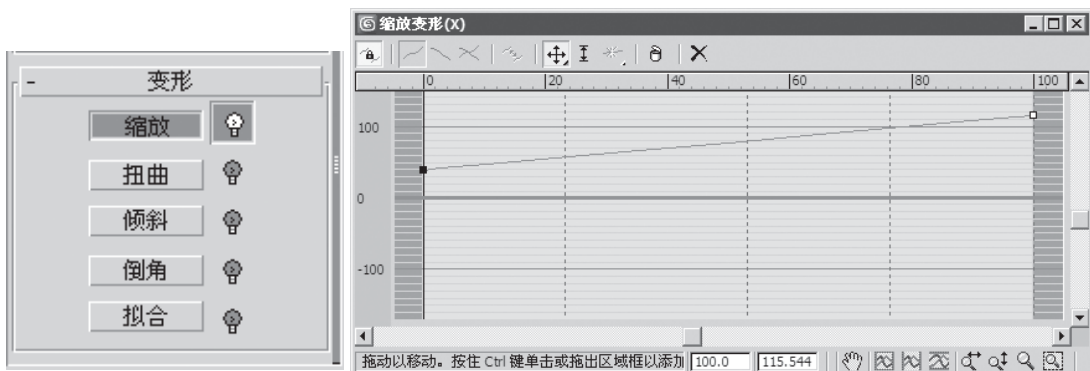 - 变形
缩放
扭曲
倾斜
倒角
拟合
缩放变形(X)
0 20 40 60 80 100
100
0
-100
拖动以移动。按住 Ctrl 键单击或拖出区域框以添加 100.0 115.544